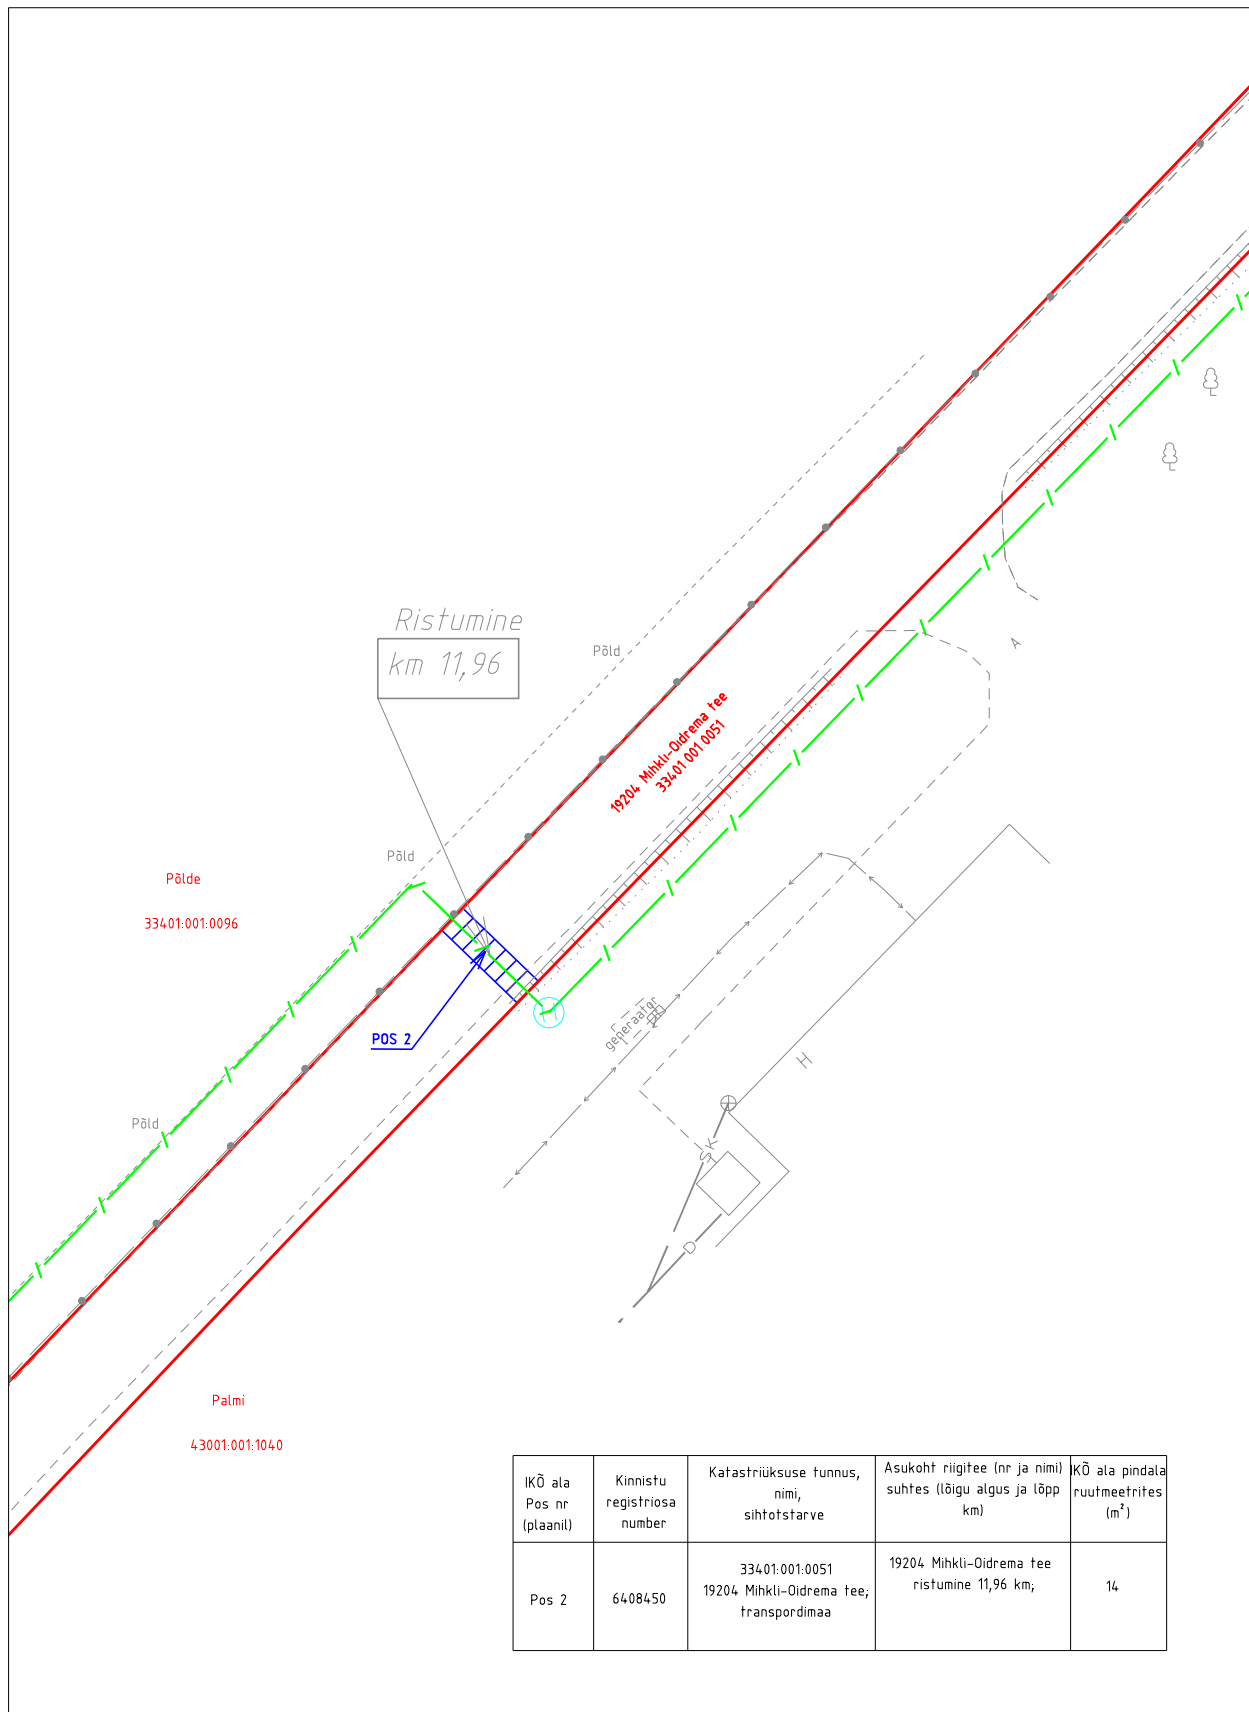 Ristumine
km 11,96
Põld
19204 Mihkli-Oidrema tee
33401:001:0051
Põld
Põlde
33401:001:0096
A
POS 2
generaator
H
Põld
SK
D
Palmi
43001:001:1040
IKÕ ala
Pos nr
(plaanil)
Kinnistu
registriosa
number
Katastriüksuse tunnus,
nimi,
sihtotstarve
Asukoht riigitee (nr ja nimi)
suhtes (lõigu algus ja lõpp
km)
IKÕ ala pindala
ruutmeetrites
(m²)
Pos 2
6408450
33401:001:0051
19204 Mihkli-Oidrema tee;
transpordimaa
19204 Mihkli-Oidrema tee
ristumine 11,96 km;
14